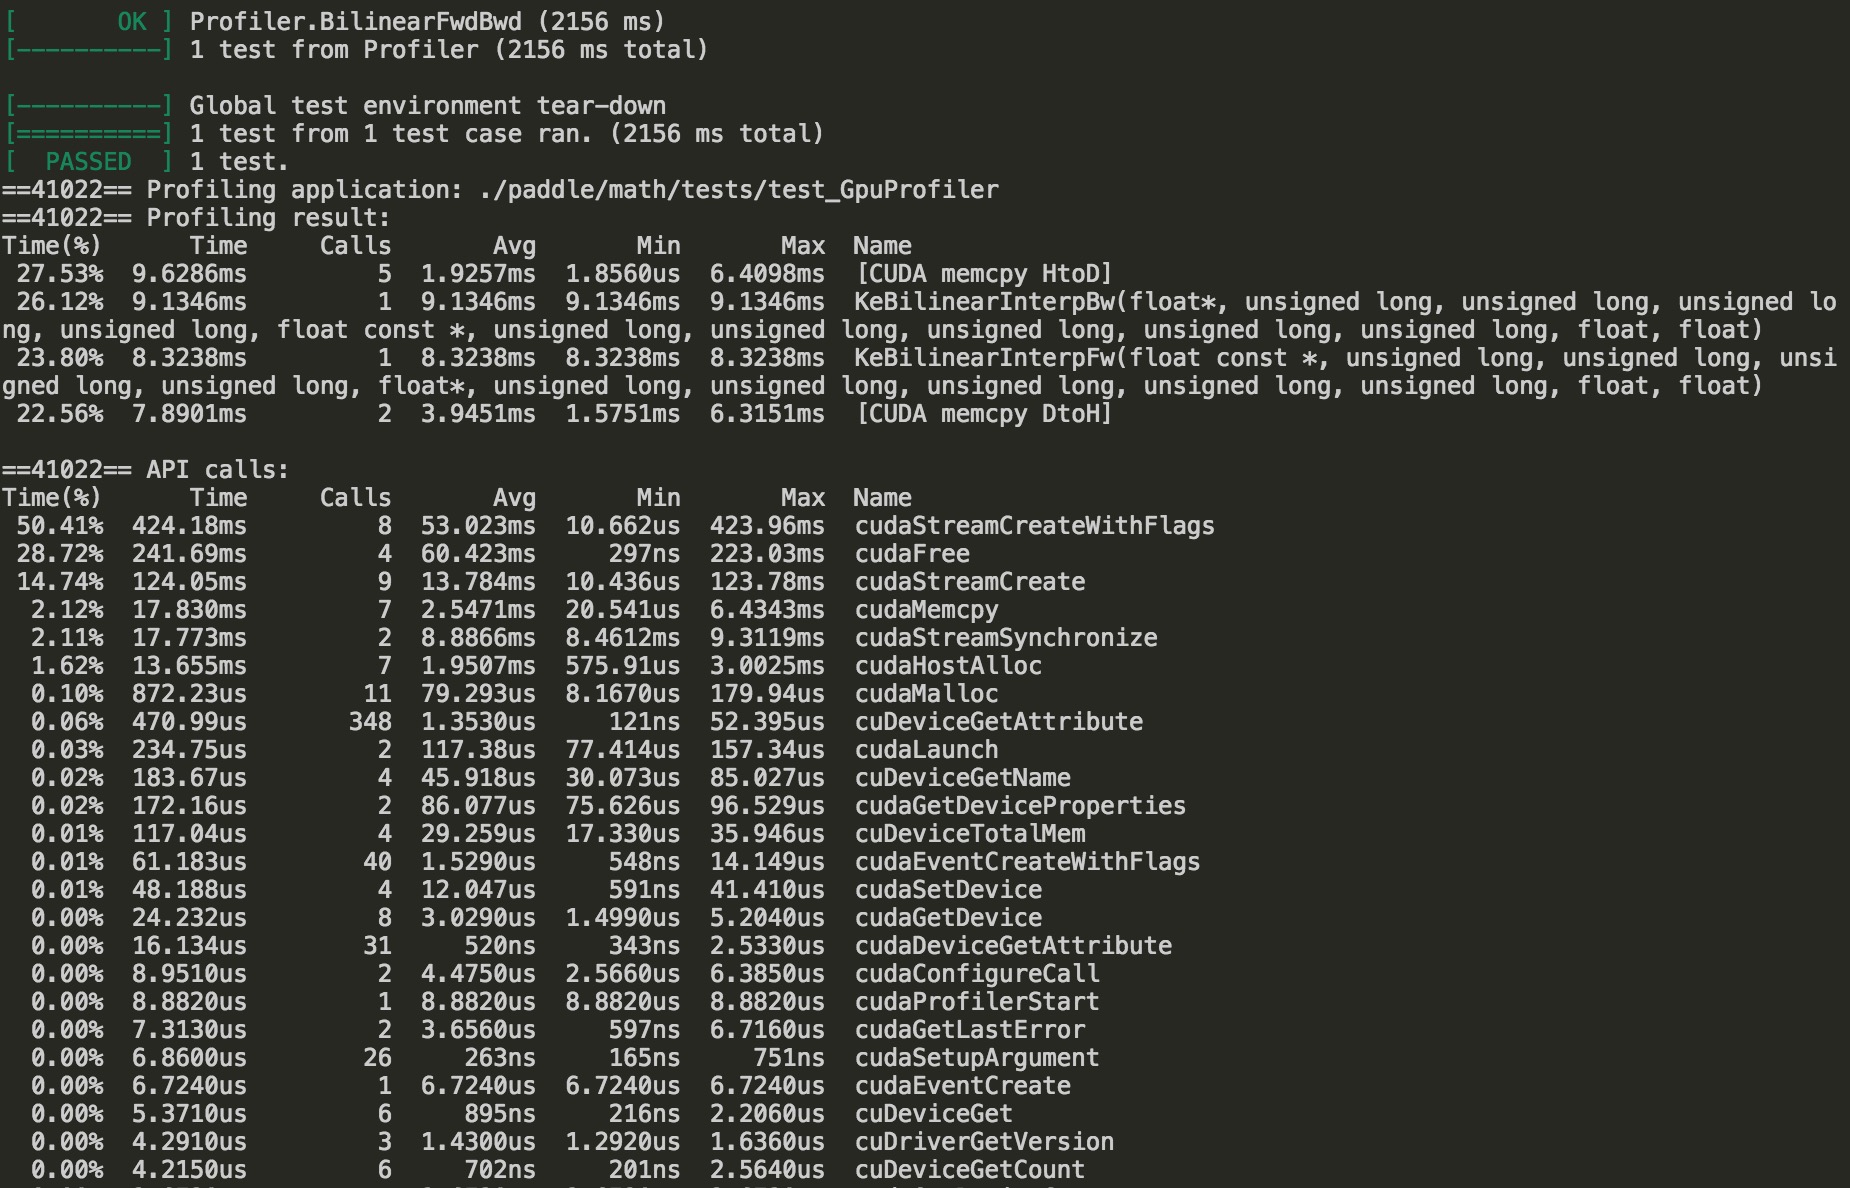 [       OK ] Profiler.BilinearFwdBwd (2156 ms)
[----------] 1 test from Profiler (2156 ms total)

[----------] Global test environment tear-down
[==========] 1 test from 1 test case ran. (2156 ms total)
[  PASSED  ] 1 test.
==41022== Profiling application: ./paddle/math/tests/test_GpuProfiler
==41022== Profiling result:
Time(%)      Time     Calls       Avg       Min       Max  Name
 27.53%  9.6286ms         5  1.9257ms  1.8560us  6.4098ms  [CUDA memcpy HtoD]
 26.12%  9.1346ms         1  9.1346ms  9.1346ms  9.1346ms  KeBilinearInterpBw(float*, unsigned long, unsigned long, unsigned lo
ng, unsigned long, float const *, unsigned long, unsigned long, unsigned long, unsigned long, unsigned long, float, float)
 23.80%  8.3238ms         1  8.3238ms  8.3238ms  8.3238ms  KeBilinearInterpFw(float const *, unsigned long, unsigned long, unsi
gned long, unsigned long, float*, unsigned long, unsigned long, unsigned long, unsigned long, unsigned long, float, float)
 22.56%  7.8901ms         2  3.9451ms  1.5751ms  6.3151ms  [CUDA memcpy DtoH]

==41022== API calls:
Time(%)      Time     Calls       Avg       Min       Max  Name
 50.41%  424.18ms         8  53.023ms  10.662us  423.96ms  cudaStreamCreateWithFlags
 28.72%  241.69ms         4  60.423ms     297ns  223.03ms  cudaFree
 14.74%  124.05ms         9  13.784ms  10.436us  123.78ms  cudaStreamCreate
  2.12%  17.830ms         7  2.5471ms  20.541us  6.4343ms  cudaMemcpy
  2.11%  17.773ms         2  8.8866ms  8.4612ms  9.3119ms  cudaStreamSynchronize
  1.62%  13.655ms         7  1.9507ms  575.91us  3.0025ms  cudaHostAlloc
  0.10%  872.23us        11  79.293us  8.1670us  179.94us  cudaMalloc
  0.06%  470.99us       348  1.3530us     121ns  52.395us  cuDeviceGetAttribute
  0.03%  234.75us         2  117.38us  77.414us  157.34us  cudaLaunch
  0.02%  183.67us         4  45.918us  30.073us  85.027us  cuDeviceGetName
  0.02%  172.16us         2  86.077us  75.626us  96.529us  cudaGetDeviceProperties
  0.01%  117.04us         4  29.259us  17.330us  35.946us  cuDeviceTotalMem
  0.01%  61.183us        40  1.5290us     548ns  14.149us  cudaEventCreateWithFlags
  0.01%  48.188us         4  12.047us     591ns  41.410us  cudaSetDevice
  0.00%  24.232us         8  3.0290us  1.4990us  5.2040us  cudaGetDevice
  0.00%  16.134us        31     520ns     343ns  2.5330us  cudaDeviceGetAttribute
  0.00%  8.9510us         2  4.4750us  2.5660us  6.3850us  cudaConfigureCall
  0.00%  8.8820us         1  8.8820us  8.8820us  8.8820us  cudaProfilerStart
  0.00%  7.3130us         2  3.6560us     597ns  6.7160us  cudaGetLastError
  0.00%  6.8600us        26     263ns     165ns     751ns  cudaSetupArgument
  0.00%  6.7240us         1  6.7240us  6.7240us  6.7240us  cudaEventCreate
  0.00%  5.3710us         6     895ns     216ns  2.2060us  cuDeviceGet
  0.00%  4.2910us         3  1.4300us  1.2920us  1.6360us  cuDriverGetVersion
  0.00%  4.2150us         6     702ns     201ns  2.5640us  cuDeviceGetCount